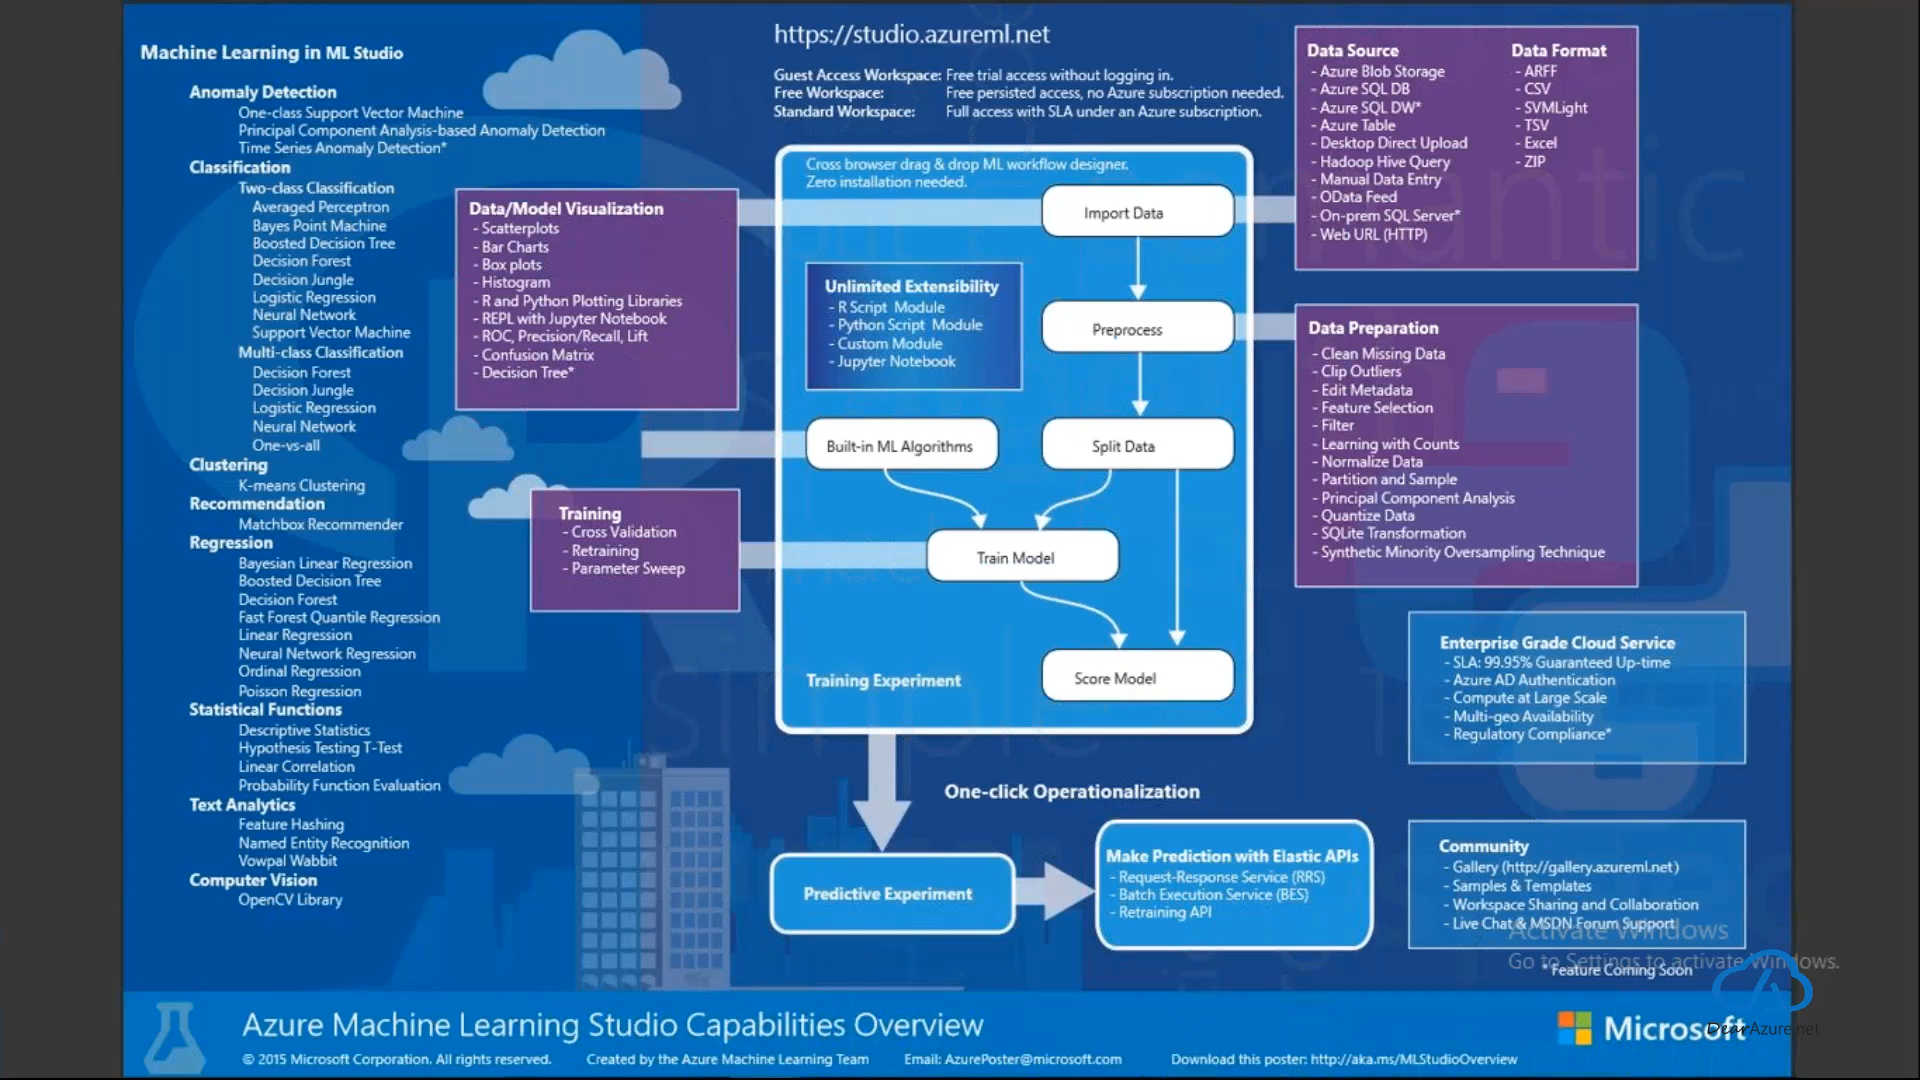 Machine Learning in ML Studio
Anomaly Detection
One-class Support Vector Machine
Principal Component Analysis-based Anomaly Detection
Time Series Anomaly Detection*
Classification
Two-class Classification
Averaged Perceptron
Bayes Point Machine
Boosted Decision Tree
Decision Forest
Decision Jungle
Logistic Regression
Neural Network
Support Vector Machine
Multi-class Classification
Decision Forest
Decision Jungle
Logistic Regression
Neural Network
One-vs-all
Clustering
K-means Clustering
Recommendation
Matchbox Recommender
Regression
Bayesian Linear Regression
Boosted Decision Tree
Decision Forest
Fast Forest Quantile Regression
Linear Regression
Neural Network Regression
Ordinal Regression
Poisson Regression
Statistical Functions
Descriptive Statistics
Hypothesis Testing T-Test
Linear Correlation
Probability Function Evaluation
Text Analytics
Feature Hashing
Named Entity Recognition
Vowpal Wabbit
Computer Vision
OpenCV Library
Data/Model Visualization
- Scatterplots
- Bar Charts
- Box plots
- Histogram
- R and Python Plotting Libraries
- REPL with Jupyter Notebook
- ROC, Precision/Recall, Lift
- Confusion Matrix
- Decision Tree*
Training
- Cross Validation
- Retraining
- Parameter Sweep
https://studio.azureml.net
Guest Access Workspace: Free trial access without logging in.
Free Workspace: Free persisted access, no Azure subscription needed.
Standard Workspace: Full access with SLA under an Azure subscription.
Cross browser drag & drop ML workflow designer.
Zero installation needed.
Import Data
Unlimited Extensibility
- R Script Module
- Python Script Module
- Custom Module
- Jupyter Notebook
Preprocess
Built-in ML Algorithms
Split Data
Train Model
Training Experiment
Score Model
One-click Operationalization
Predictive Experiment
Make Prediction with Elastic APIs
- Request-Response Service (RRS)
- Batch Execution Service (BES)
- Retraining API
Data Source
- Azure Blob Storage
- Azure SQL DB
- Azure SQL DW*
- Azure Table
- Desktop Direct Upload
- Hadoop Hive Query
- Manual Data Entry
- OData Feed
- On-prem SQL Server*
- Web URL (HTTP)
Data Format
- ARFF
- CSV
- SVMLight
- TSV
- Excel
- ZIP
Data Preparation
- Clean Missing Data
- Clip Outliers
- Edit Metadata
- Feature Selection
- Filter
- Learning with Counts
- Normalize Data
- Partition and Sample
- Principal Component Analysis
- Quantize Data
- SQLite Transformation
- Synthetic Minority Oversampling Technique
Enterprise Grade Cloud Service
- SLA: 99.95% Guaranteed Up-time
- Azure AD Authentication
- Compute at Large Scale
- Multi-geo Availability
- Regulatory Compliance*
Community
- Gallery (http://gallery.azureml.net)
- Samples & Templates
- Workspace Sharing and Collaboration
- Live Chat & MSDN Forum Support
Activate Windows
Go to Settings to activate Windows.
* Feature Coming Soon
Azure Machine Learning Studio Capabilities Overview
© 2015 Microsoft Corporation. All rights reserved. Created by the Azure Machine Learning Team Email: AzurePoster@microsoft.com Download this poster: http://aka.ms/MLStudioOverview
Microsoft
DearAzure.net